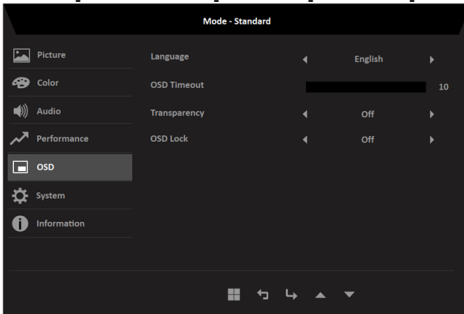 Mode - Standard
Picture
Color
Audio
Performance
OSD
System
Information
Language English
OSD Timeout 10
Transparency Off
OSD Lock Off